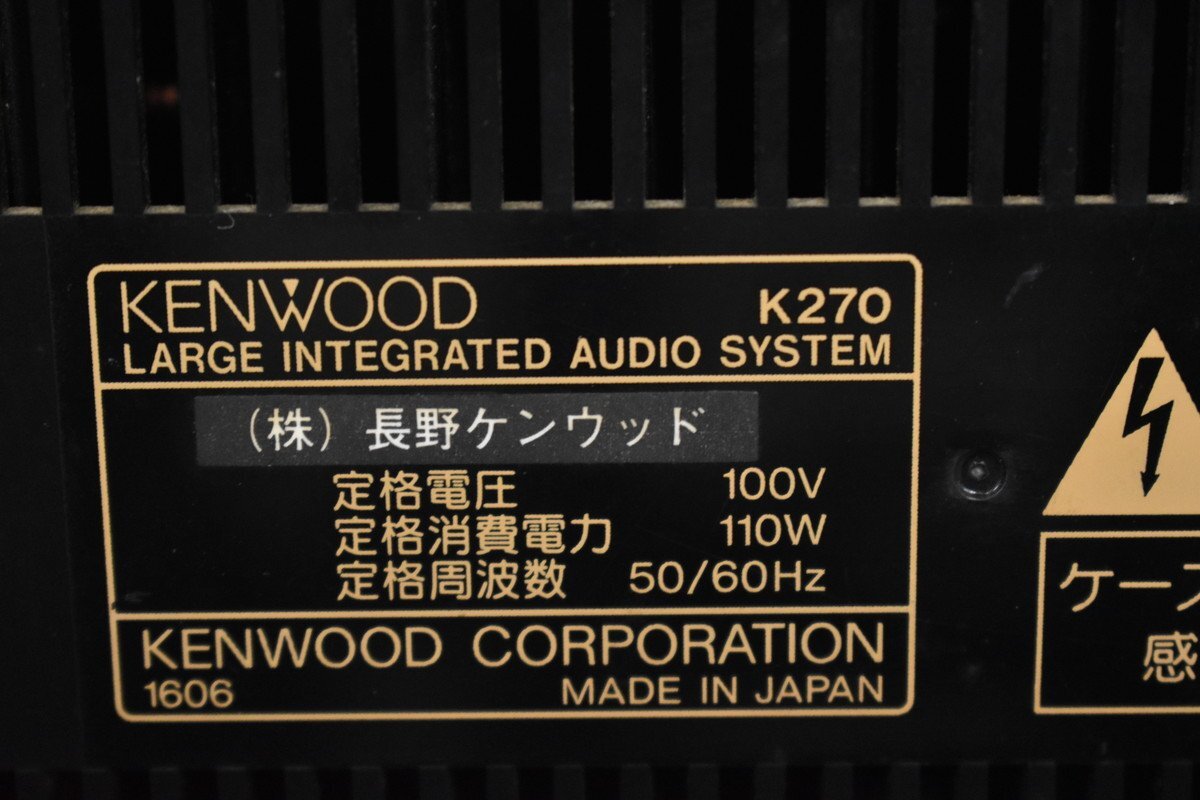 KENWOOD K270
LARGE INTEGRATED AUDIO SYSTEM
(株) 長野ケンウッド
定格電圧 100V
定格消費電力 110W
定格周波数 50/60Hz
KENWOOD CORPORATION
1606 MADE IN JAPAN
ケー
感